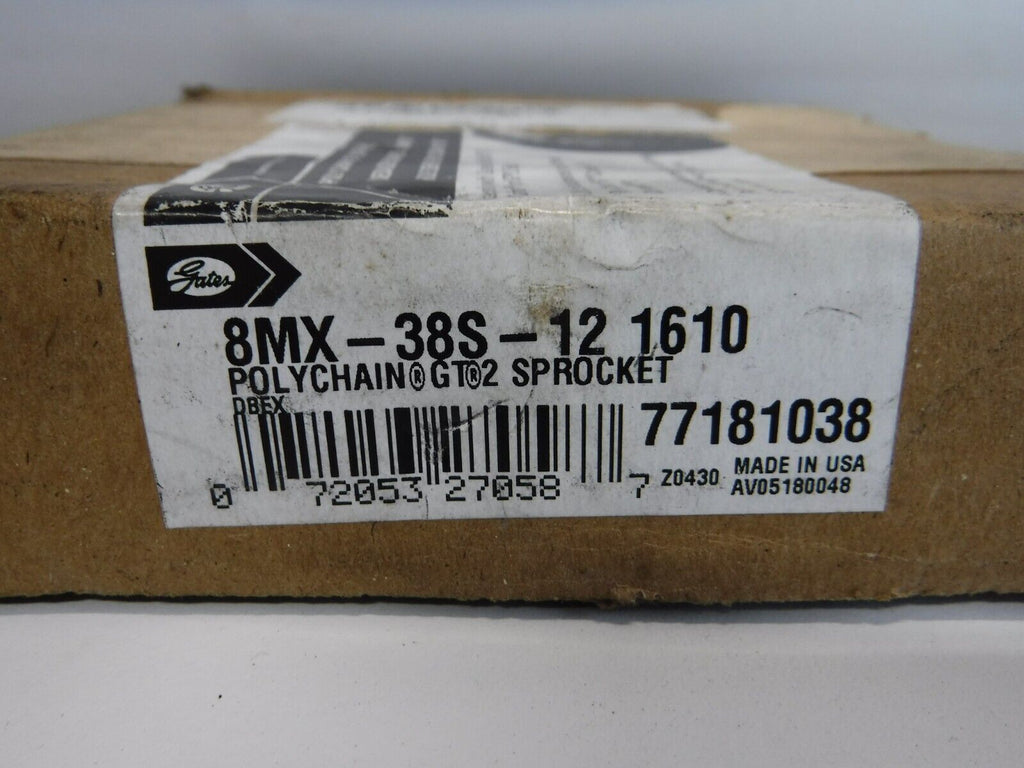 Gates
8MX-38S-12 1610
POLYCHAIN®GT®2 SPROCKET
DBEX
77181038
0 72053 27058 7
Z0430 MADE IN USA
AV05180048